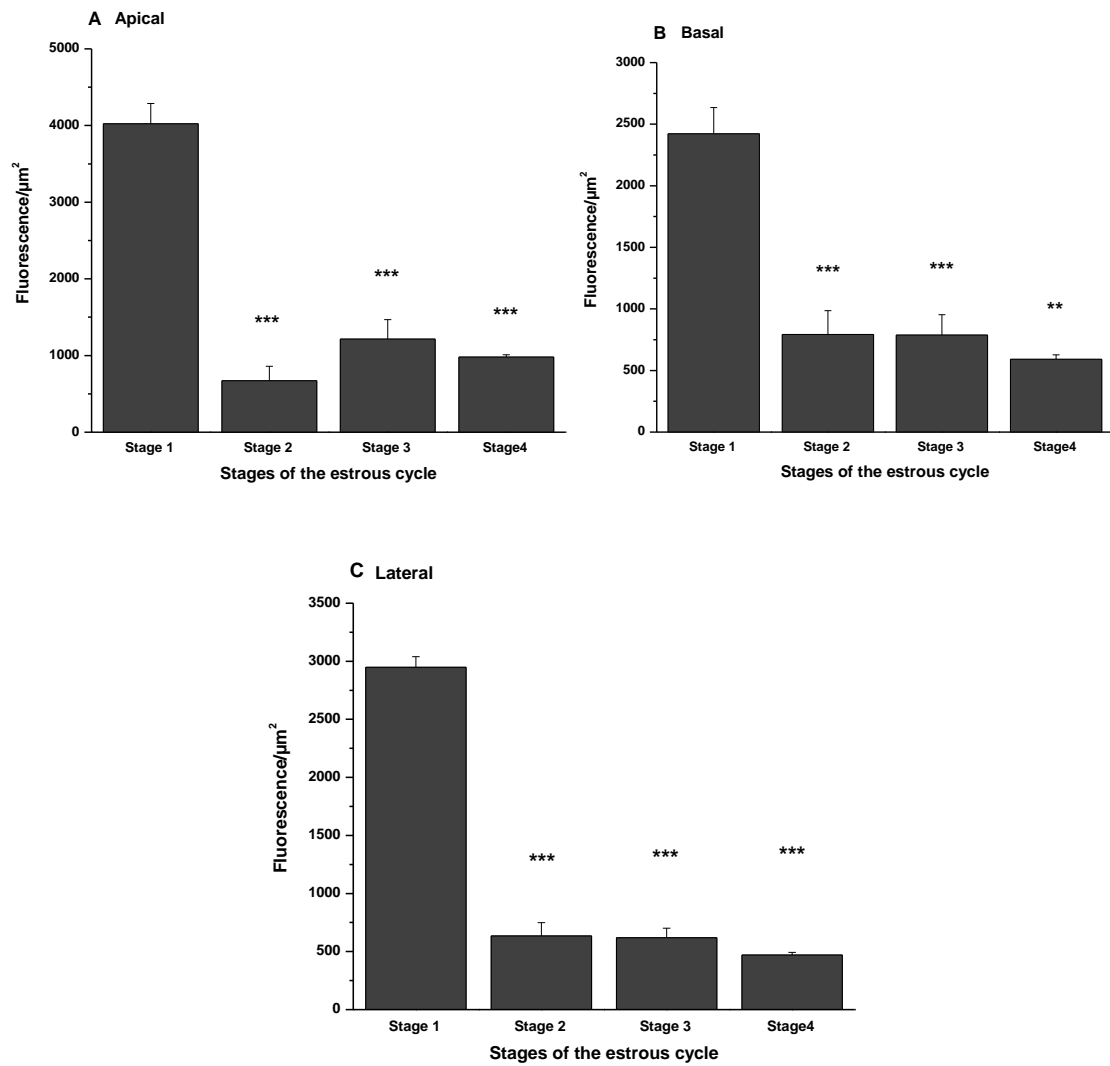 A Apical
5000
4000
3000
2000
1000
0
Fluorescence/µm²
***
***
***
Stage 1 Stage 2 Stage 3 Stage4
Stages of the estrous cycle
B Basal
3000
2500
2000
1500
1000
500
0
Fluorescence/µm²
***
***
**
Stage 1 Stage 2 Stage 3 Stage4
Stages of the estrous cycle
C Lateral
3500
3000
2500
2000
1500
1000
500
0
Fluorescence/µm²
***
***
***
Stage 1 Stage 2 Stage 3 Stage4
Stages of the estrous cycle